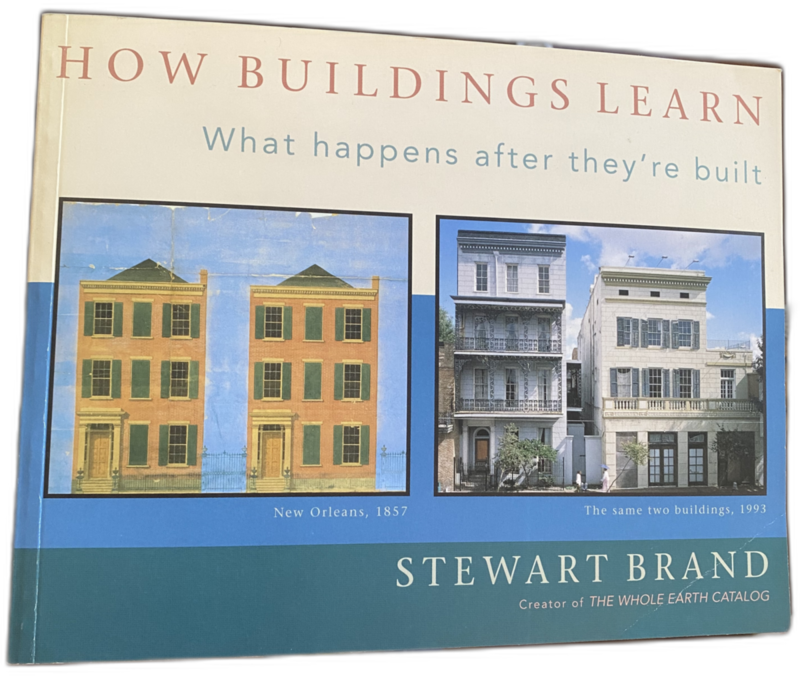 HOW BUILDINGS LEARN
What happens after they're built
New Orleans, 1857
The same two buildings, 1993
STEWART BRAND
Creator of THE WHOLE EARTH CATALOG